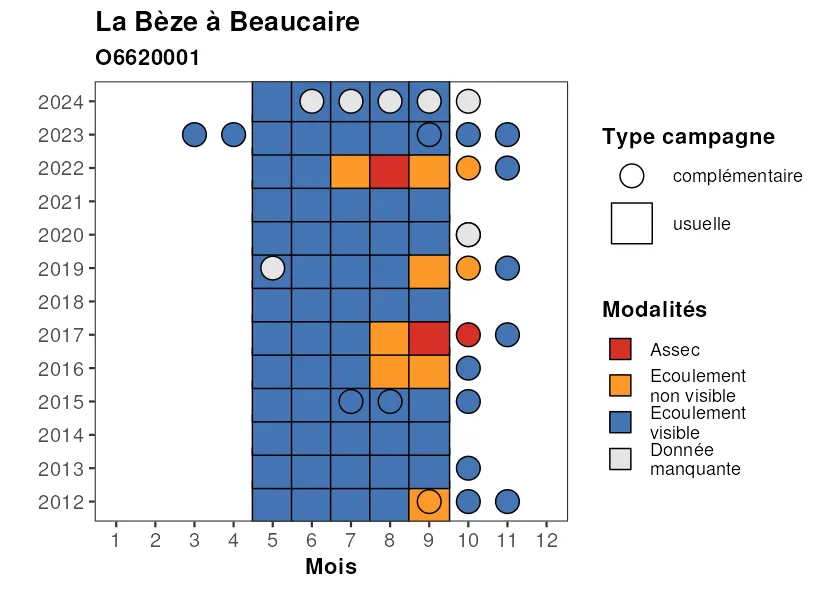 La Bèze à Beaucaire
O6620001
2024
2023
2022
2021
2020
2019
2018
2017
2016
2015
2014
2013
2012
1 2 3 4 5 6 7 8 9 10 11 12
Mois
Type campagne
complémentaire
usuelle
Modalités
Assec
Ecoulement
non visible
Ecoulement
visible
Donnée
manquante